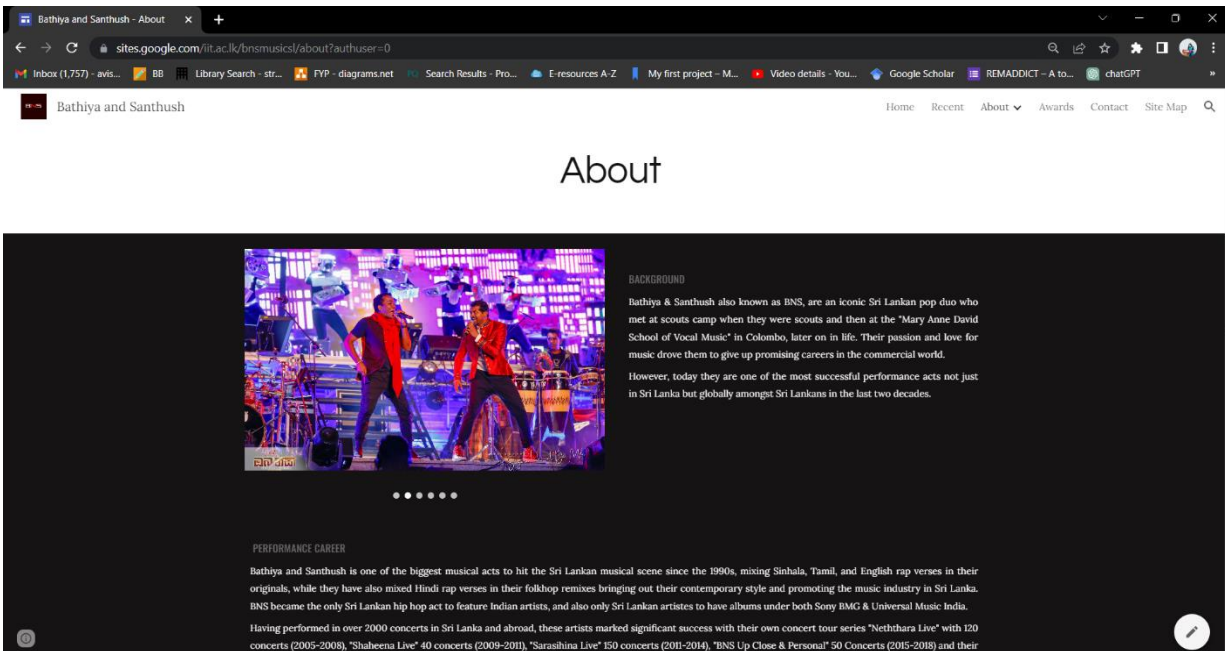 Bathiya and Santhush - About
sites.google.com/iit.ac.lk/bnsmusicsl/about?authuser=0
Inbox (1,757) - avis... BB Library Search - str... FYP - diagrams.net Search Results - Pro... E-resources A-Z My first project – M... Video details - You... Google Scholar REMADDICT – A to... chatGPT »
Bathiya and Santhush Home Recent About Awards Contact Site Map
About
BACKGROUND
Bathiya & Santhush also known as BNS, are an iconic Sri Lankan pop duo who
met at scouts camp when they were scouts and then at the "Mary Anne David
School of Vocal Music" in Colombo, later on in life. Their passion and love for
music drove them to give up promising careers in the commercial world.
However, today they are one of the most successful performance acts not just
in Sri Lanka but globally amongst Sri Lankans in the last two decades.
PERFORMANCE CAREER
Bathiya and Santhush is one of the biggest musical acts to hit the Sri Lankan musical scene since the 1990s, mixing Sinhala, Tamil, and English rap verses in their
originals, while they have also mixed Hindi rap verses in their folkhop remixes bringing out their contemporary style and promoting the music industry in Sri Lanka.
BNS became the only Sri Lankan hip hop act to feature Indian artists, and also only Sri Lankan artistes to have albums under both Sony BMG & Universal Music India.
Having performed in over 2000 concerts in Sri Lanka and abroad, these artists marked significant success with their own concert tour series "Neththara Live" with 120
concerts (2005-2008), "Shaheena Live" 40 concerts (2009-2011), "Sarasihina Live" 150 concerts (2011-2014), "BNS Up Close & Personal" 50 Concerts (2015-2018) and their